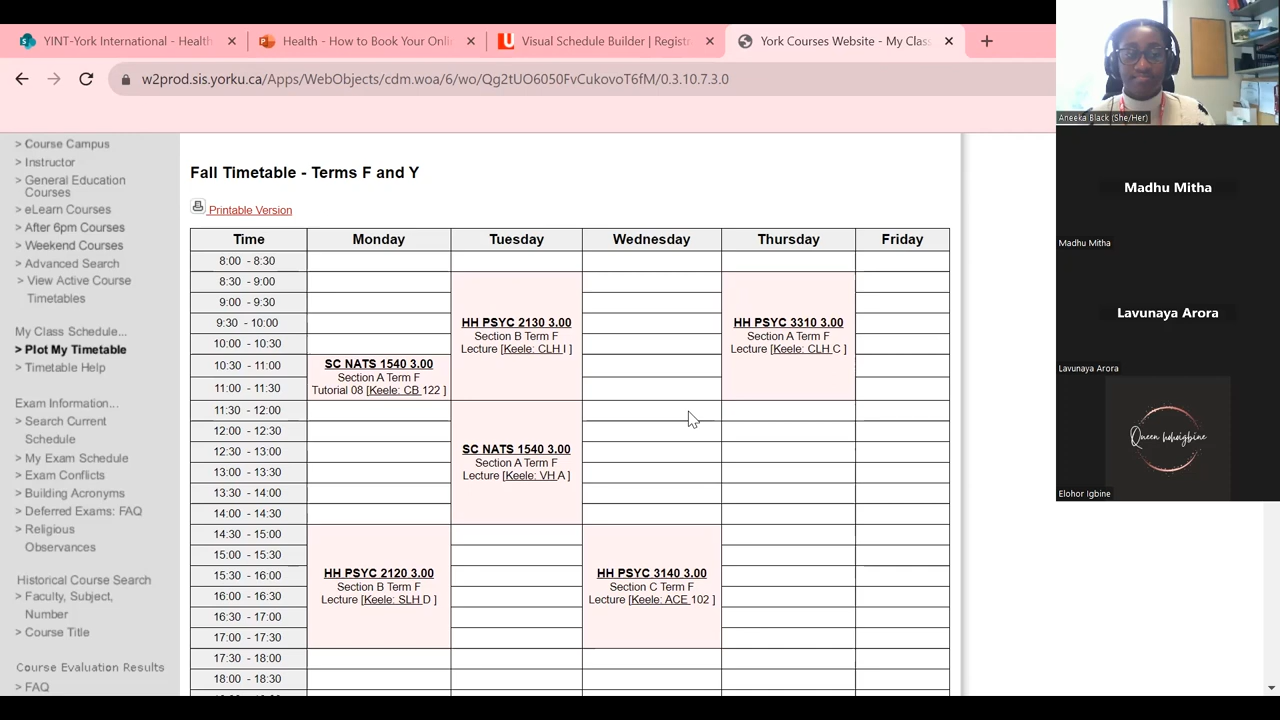 YINT-York International - Health
Health - How to Book Your Onli
Visual Schedule Builder | Registr
York Courses Website - My Class
w2prod.sis.yorku.ca/Apps/WebObjects/cdm.woa/6/wo/Qg2tUO6050FvCukovoT6fM/0.3.10.7.3.0
> Course Campus
> Instructor
> General Education
Courses
> eLearn Courses
> After 6pm Courses
> Weekend Courses
> Advanced Search
> View Active Course
Timetables
My Class Schedule...
> Plot My Timetable
> Timetable Help
Exam Information...
> Search Current
Schedule
> My Exam Schedule
> Exam Conflicts
> Building Acronyms
> Deferred Exams: FAQ
> Religious
Observances
Historical Course Search
> Faculty, Subject,
Number
> Course Title
Course Evaluation Results
> FAQ
Fall Timetable - Terms F and Y
Printable Version
Time Monday Tuesday Wednesday Thursday Friday
8:00 - 8:30
8:30 - 9:00
9:00 - 9:30
9:30 - 10:00
10:00 - 10:30
10:30 - 11:00
11:00 - 11:30
11:30 - 12:00
12:00 - 12:30
12:30 - 13:00
13:00 - 13:30
13:30 - 14:00
14:00 - 14:30
14:30 - 15:00
15:00 - 15:30
15:30 - 16:00
16:00 - 16:30
16:30 - 17:00
17:00 - 17:30
17:30 - 18:00
18:00 - 18:30
SC NATS 1540 3.00
Section A Term F
Tutorial 08 [Keele: CB 122 ]
HH PSYC 2120 3.00
Section B Term F
Lecture [Keele: SLH D ]
HH PSYC 2130 3.00
Section B Term F
Lecture [Keele: CLH I ]
SC NATS 1540 3.00
Section A Term F
Lecture [Keele: VH A ]
HH PSYC 3140 3.00
Section C Term F
Lecture [Keele: ACE 102 ]
HH PSYC 3310 3.00
Section A Term F
Lecture [Keele: CLH C ]
Aneeka Black (She/Her)
Madhu Mitha
Madhu Mitha
Lavunaya Arora
Lavunaya Arora
Elohor Igbine